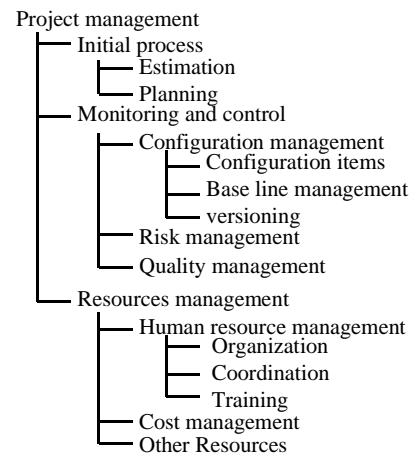 Project management
Initial process
Estimation
Planning
Monitoring and control
Configuration management
Configuration items
Base line management
versioning
Risk management
Quality management
Resources management
Human resource management
Organization
Coordination
Training
Cost management
Other Resources